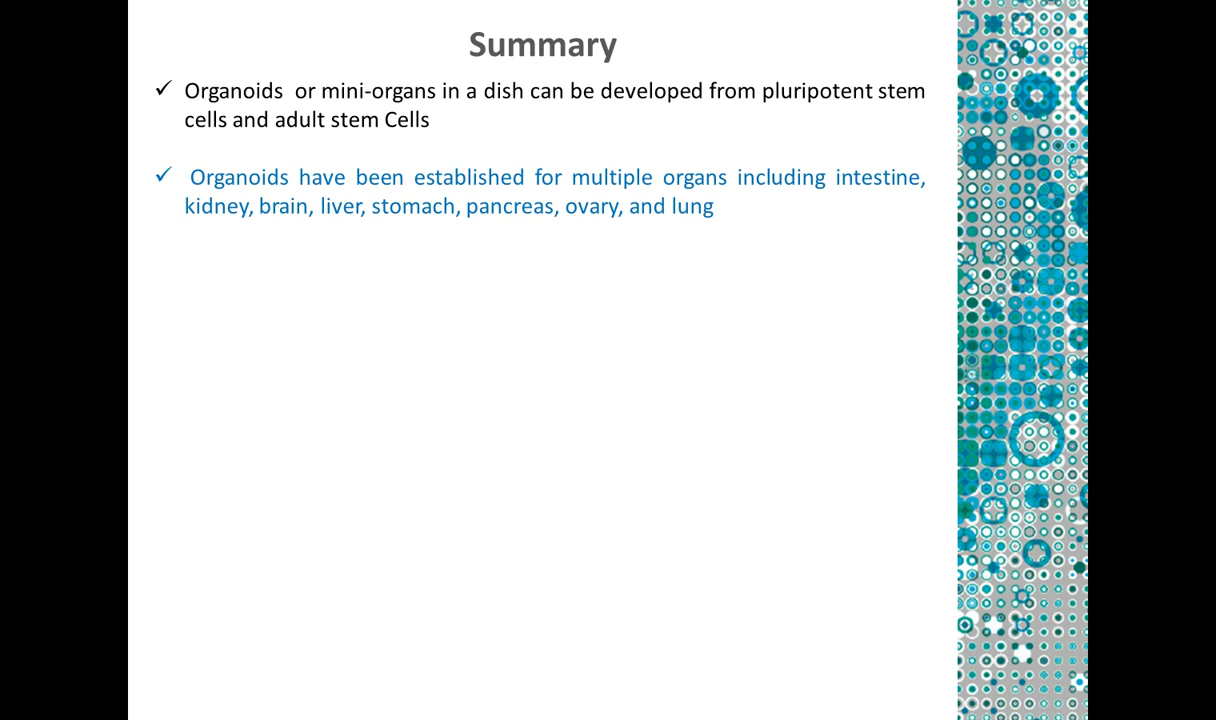 Summary
✓ Organoids or mini-organs in a dish can be developed from pluripotent stem
cells and adult stem Cells
✓ Organoids have been established for multiple organs including intestine,
kidney, brain, liver, stomach, pancreas, ovary, and lung